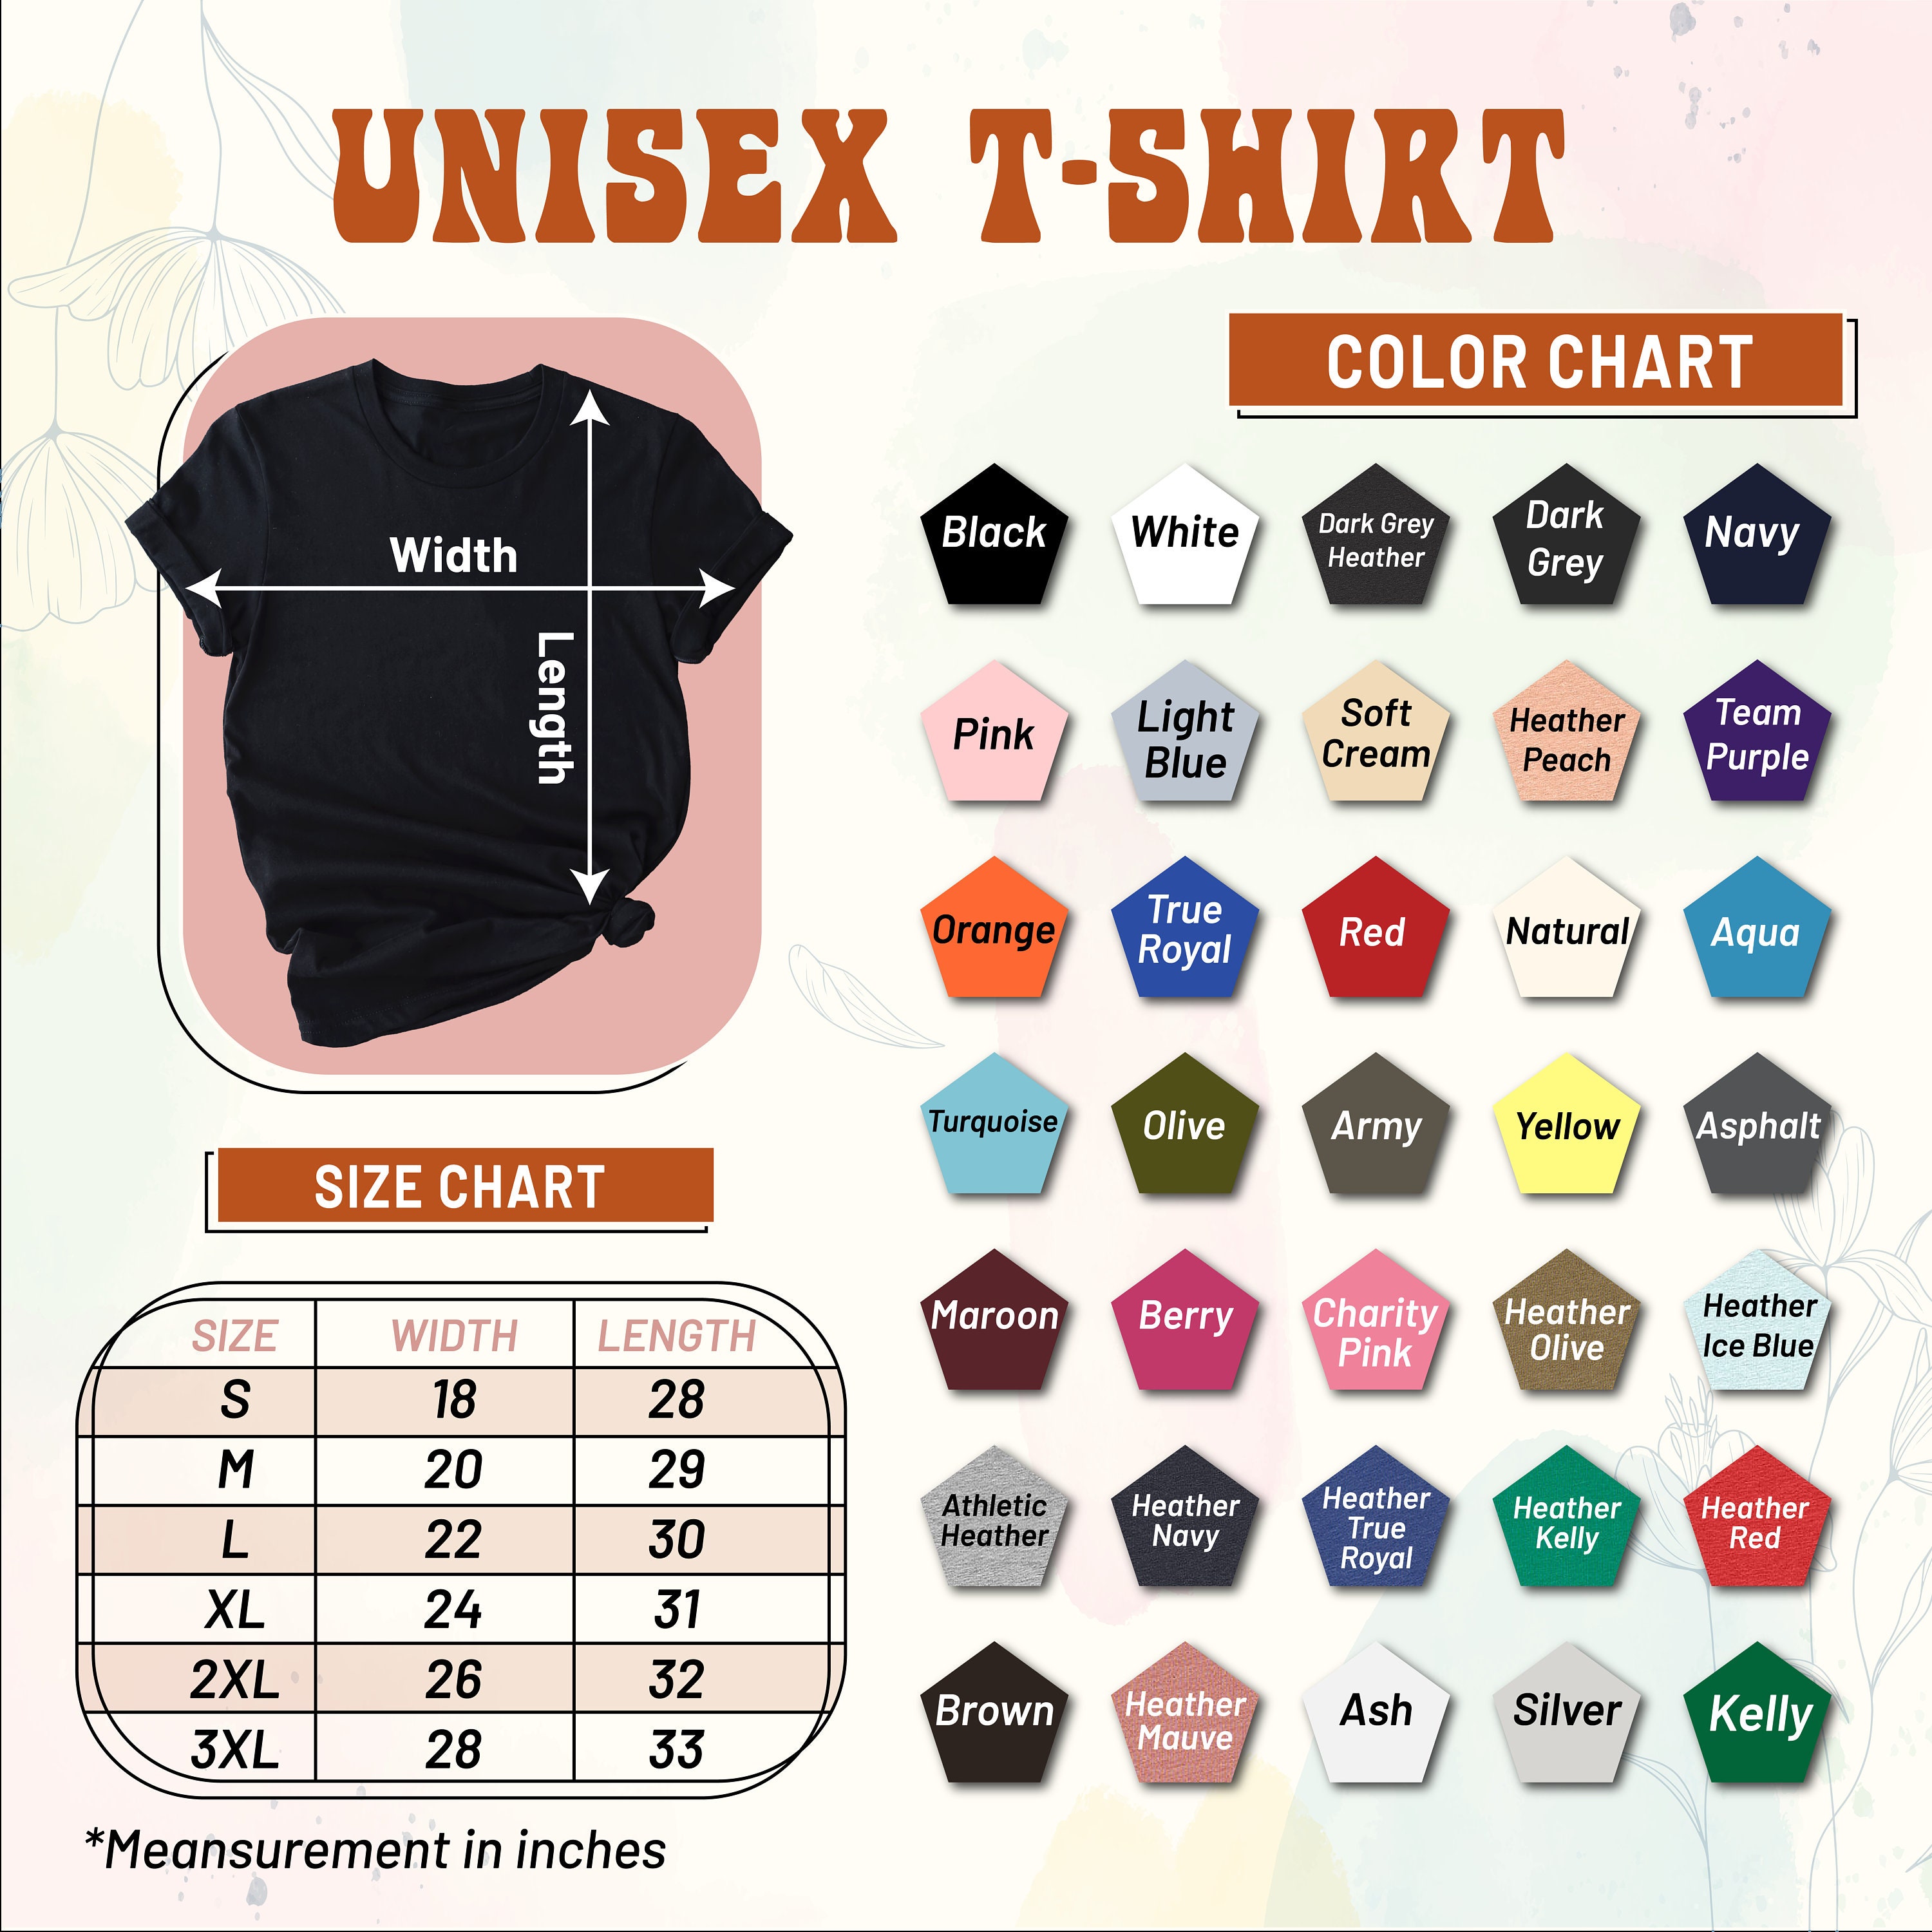 UNISEX T-SHIRT
COLOR CHART
Width
Length
Black
White
Dark Grey
Heather
Dark
Grey
Navy
Pink
Light
Blue
Soft
Cream
Heather
Peach
Team
Purple
Orange
True
Royal
Red
Natural
Aqua
Turquoise
Olive
Army
Yellow
Asphalt
Maroon
Berry
Charity
Pink
Heather
Olive
Heather
Ice Blue
Athletic
Heather
Heather
Navy
Heather
True
Royal
Heather
Kelly
Heather
Red
Brown
Heather
Mauve
Ash
Silver
Kelly
SIZE CHART
SIZE WIDTH LENGTH
S 18 28
M 20 29
L 22 30
XL 24 31
2XL 26 32
3XL 28 33
*Meansurement in inches